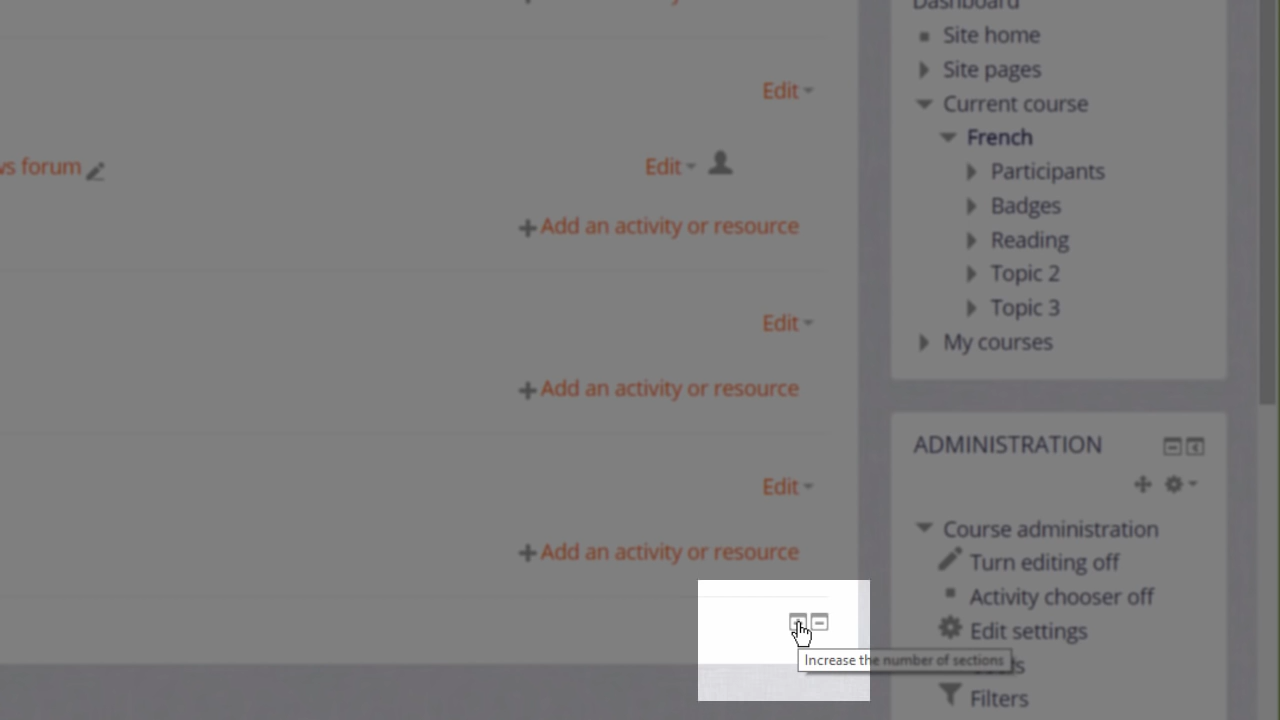 Edit
ws forum
Edit
Add an activity or resource
Edit
Add an activity or resource
Edit
Add an activity or resource
Increase the number of sections
Dashboard
Site home
Site pages
Current course
French
Participants
Badges
Reading
Topic 2
Topic 3
My courses
ADMINISTRATION
Course administration
Turn editing off
Activity chooser off
Edit settings
Filters